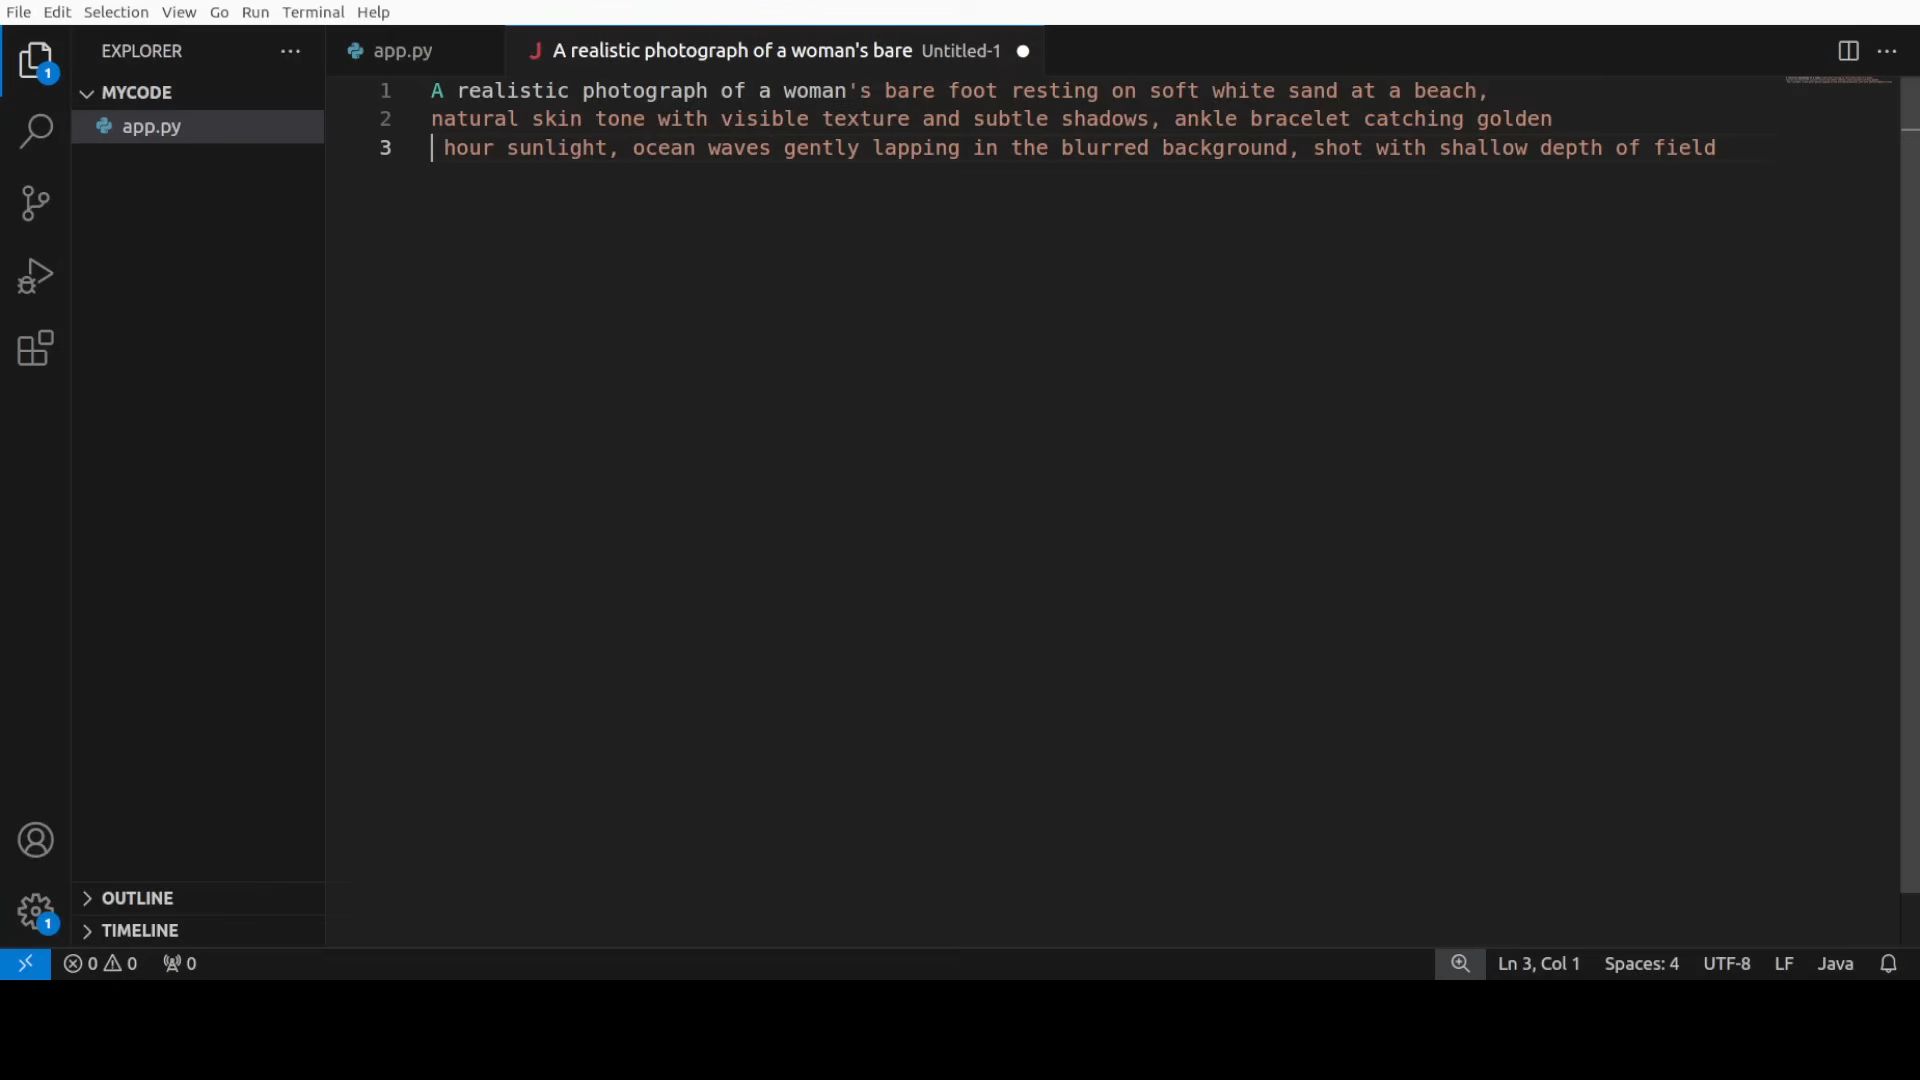 File Edit Selection View Go Run Terminal Help
EXPLORER
MYCODE
app.py
app.py
A realistic photograph of a woman's bare Untitled-1
1 A realistic photograph of a woman's bare foot resting on soft white sand at a beach,
2 natural skin tone with visible texture and subtle shadows, ankle bracelet catching golden
3 hour sunlight, ocean waves gently lapping in the blurred background, shot with shallow depth of field
1
OUTLINE
1
TIMELINE
0 0 0 Ln 3, Col 1 Spaces: 4 UTF-8 LF Java